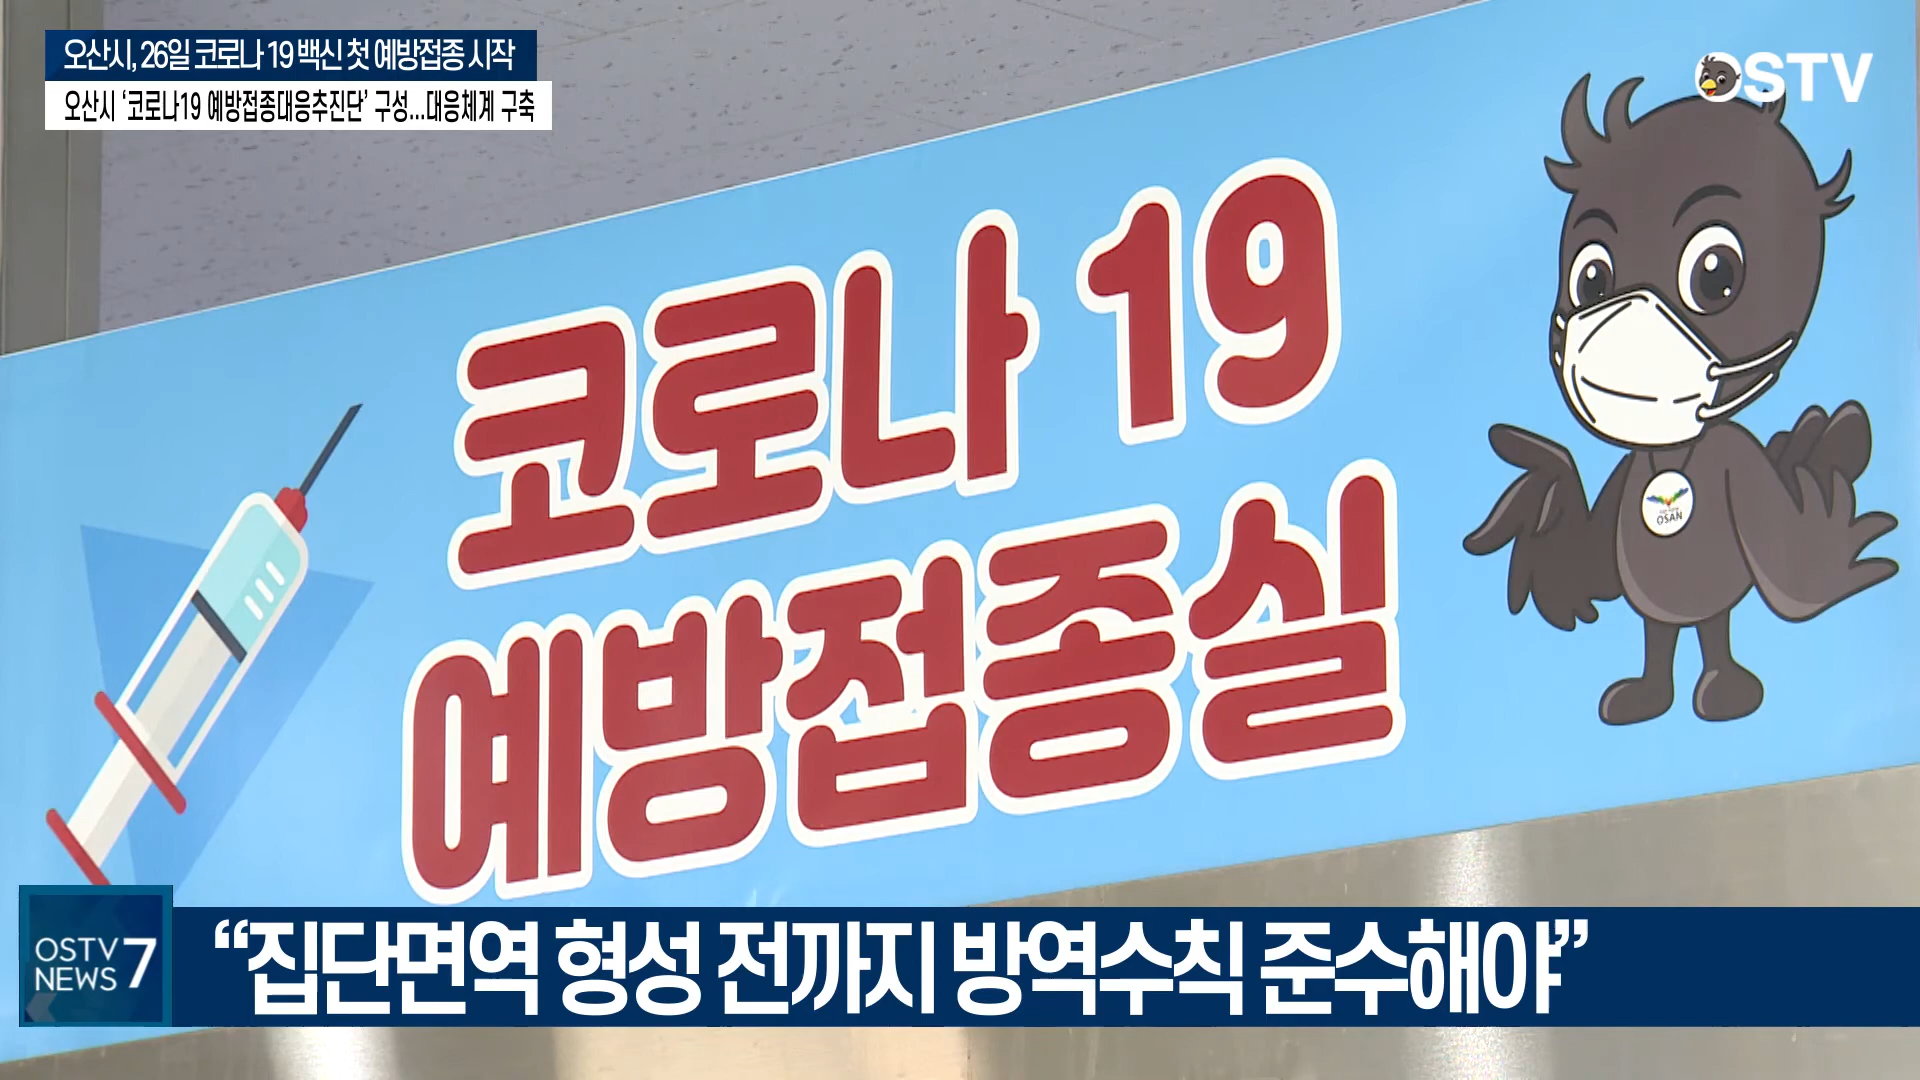 오산시, 26일 코로나 19 백신 첫 예방접종 시작
오산시 ‘코로나19 예방접종대응추진단’ 구성...대응체계 구축
OSTV
코로나 19
예방접종실
OSAN
OSTV
NEWS 7
“집단면역 형성 전까지 방역수칙 준수해야”